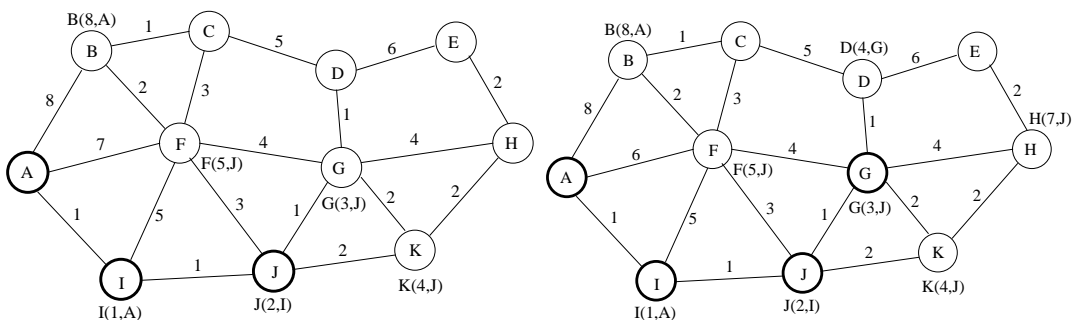 B(8,A)
1
C
B
5
6
E
D
8
2
3
2
1
7
F
4
4
H
A
F(5,J)
G
G(3,J)
1
5
3
1
2
2
K
2
1
J
I
K(4,J)
I(1,A)
J(2,I)
B(8,A)
1
C
B
5
D(4,G)
6
E
D
8
2
3
2
1
H(7,J)
6
F
4
4
H
A
F(5,J)
G
G(3,J)
1
5
3
1
2
2
K
2
1
J
I
K(4,J)
I(1,A)
J(2,I)